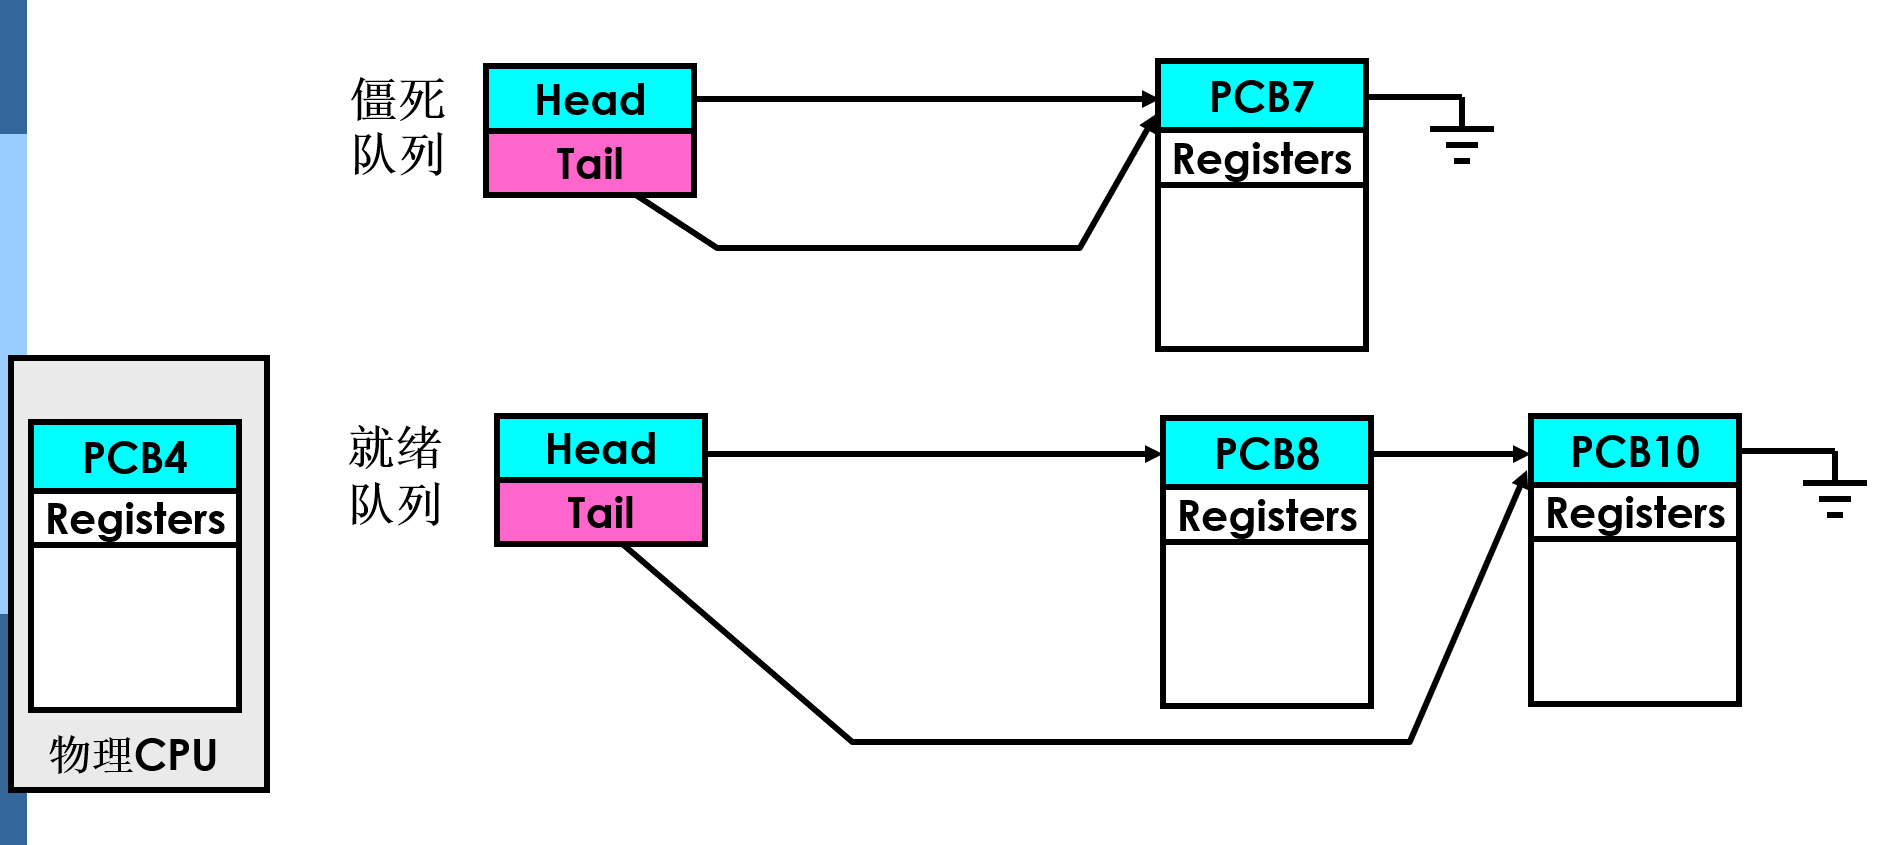 僵死
队列
Head
Tail
PCB7
Registers
PCB4
Registers
物理CPU
就绪
队列
Head
Tail
PCB8
Registers
PCB10
Registers